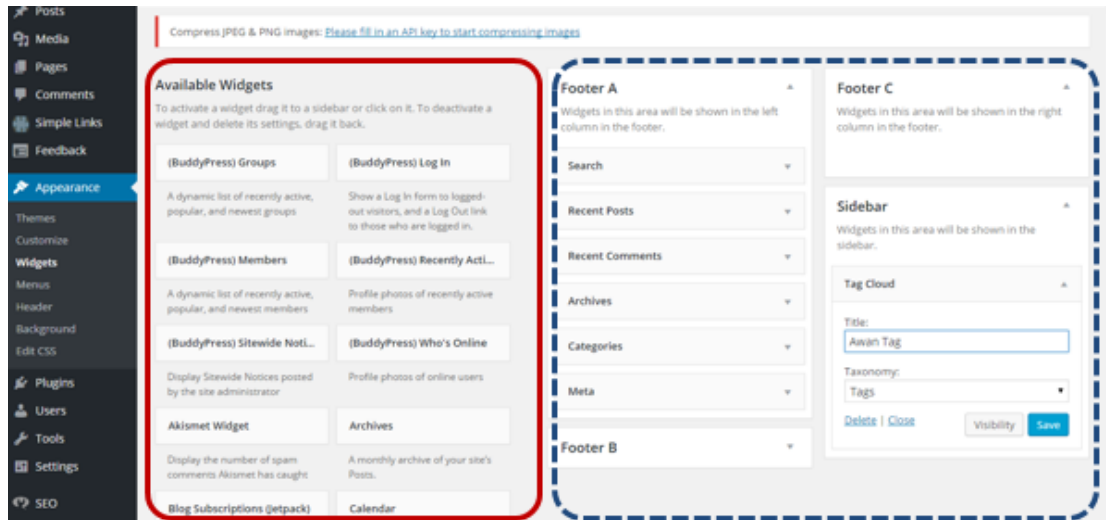 Posts
Media
Pages
Comments
Simple Links
Feedback
Appearance
Themes
Customize
Widgets
Menus
Header
Background
Edit CSS
Plugins
Users
Tools
Settings
SEO
Compress JPEG & PNG images: Please fill in an API key to start compressing images
Available Widgets
To activate a widget drag it to a sidebar or click on it. To deactivate a
widget and delete its settings, drag it back.
(BuddyPress) Groups
A dynamic list of recently active,
popular, and newest groups
(BuddyPress) Log In
Show a Log In form to logged-
out visitors, and a Log Out link
to those who are logged in.
(BuddyPress) Members
A dynamic list of recently active,
popular, and newest members
(BuddyPress) Recently Acti...
Profile photos of recently active
members
(BuddyPress) Sitewide Noti...
Display Sitewide Notices posted
by the site administrator
(BuddyPress) Who's Online
Profile photos of online users
Akismet Widget
Display the number of spam
comments Akismet has caught
Archives
A monthly archive of your site's
Posts.
Blog Subscriptions (Jetpack)
Calendar
Footer A
Widgets in this area will be shown in the left
column in the footer.
Search
Recent Posts
Recent Comments
Archives
Categories
Meta
Footer B
Footer C
Widgets in this area will be shown in the right
column in the footer.
Sidebar
Widgets in this area will be shown in the
sidebar.
Tag Cloud
Title:
Awan Tag
Taxonomy:
Tags
Delete | Close
Visibility
Save